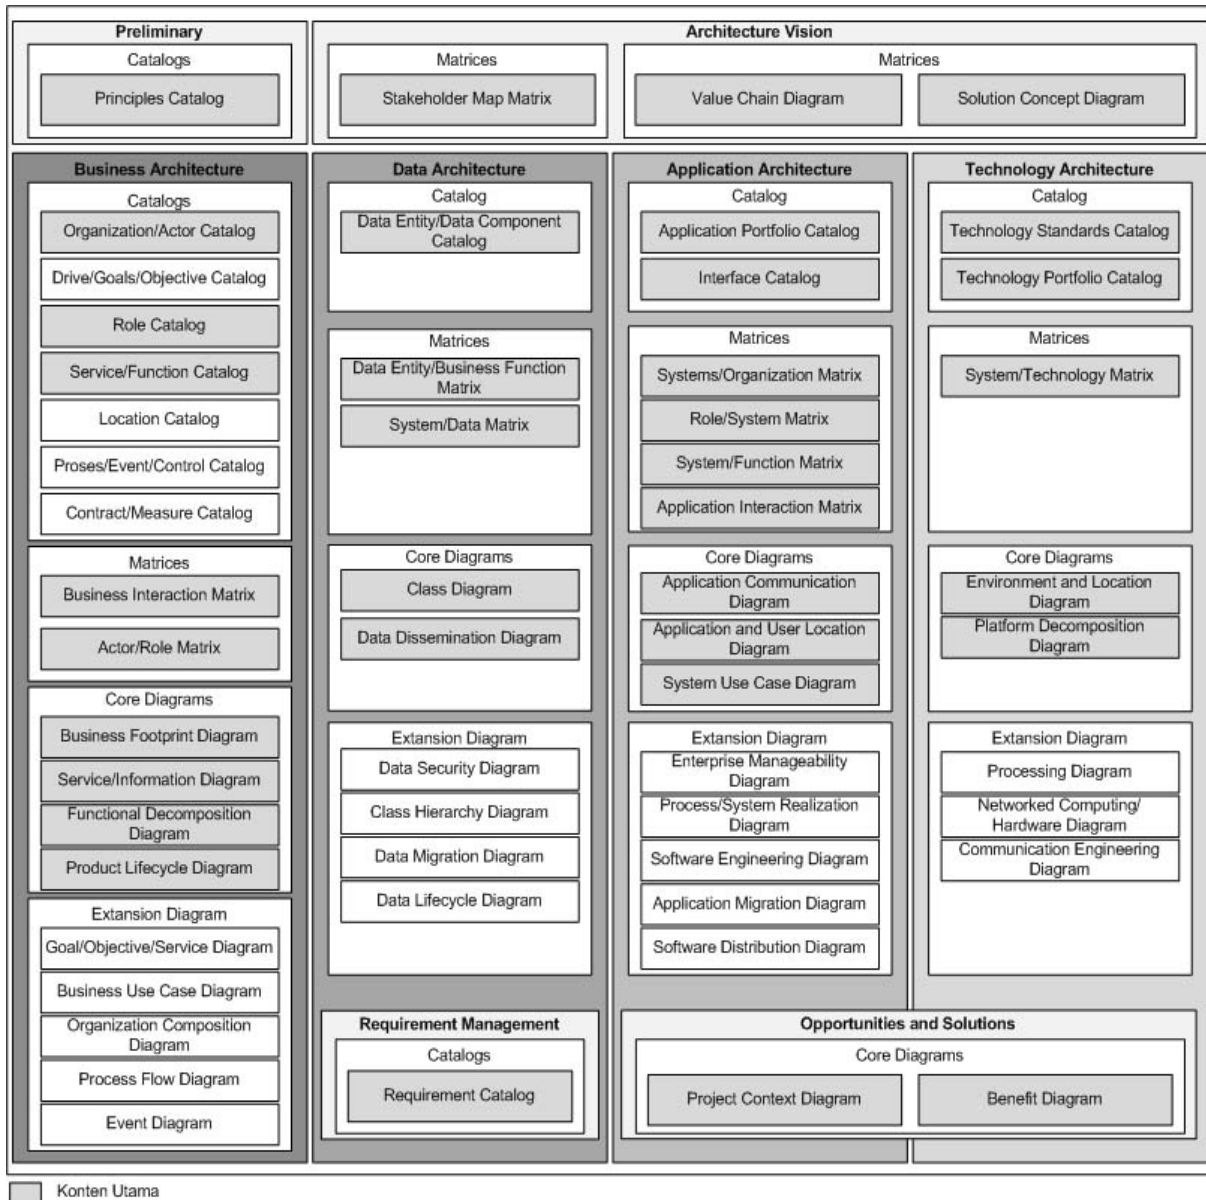 Preliminary
Catalogs
Principles Catalog
Architecture Vision
Matrices
Stakeholder Map Matrix
Matrices
Value Chain Diagram
Solution Concept Diagram
Business Architecture
Catalogs
Organization/Actor Catalog
Drive/Goals/Objective Catalog
Role Catalog
Service/Function Catalog
Location Catalog
Proses/Event/Control Catalog
Contract/Measure Catalog
Matrices
Business Interaction Matrix
Actor/Role Matrix
Core Diagrams
Business Footprint Diagram
Service/Information Diagram
Functional Decomposition
Diagram
Product Lifecycle Diagram
Extansion Diagram
Goal/Objective/Service Diagram
Business Use Case Diagram
Organization Composition
Diagram
Process Flow Diagram
Event Diagram
Data Architecture
Catalog
Data Entity/Data Component
Catalog
Matrices
Data Entity/Business Function
Matrix
System/Data Matrix
Core Diagrams
Class Diagram
Data Dissemination Diagram
Extansion Diagram
Data Security Diagram
Class Hierarchy Diagram
Data Migration Diagram
Data Lifecycle Diagram
Application Architecture
Catalog
Application Portfolio Catalog
Interface Catalog
Matrices
Systems/Organization Matrix
Role/System Matrix
System/Function Matrix
Application Interaction Matrix
Core Diagrams
Application Communication
Diagram
Application and User Location
Diagram
System Use Case Diagram
Extansion Diagram
Enterprise Manageability
Diagram
Process/System Realization
Diagram
Software Engineering Diagram
Application Migration Diagram
Software Distribution Diagram
Technology Architecture
Catalog
Technology Standards Catalog
Technology Portfolio Catalog
Matrices
System/Technology Matrix
Core Diagrams
Environment and Location
Diagram
Platform Decomposition
Diagram
Extansion Diagram
Processing Diagram
Networked Computing/
Hardware Diagram
Communication Engineering
Diagram
Requirement Management
Catalogs
Requirement Catalog
Opportunities and Solutions
Core Diagrams
Project Context Diagram
Benefit Diagram
Konten Utama